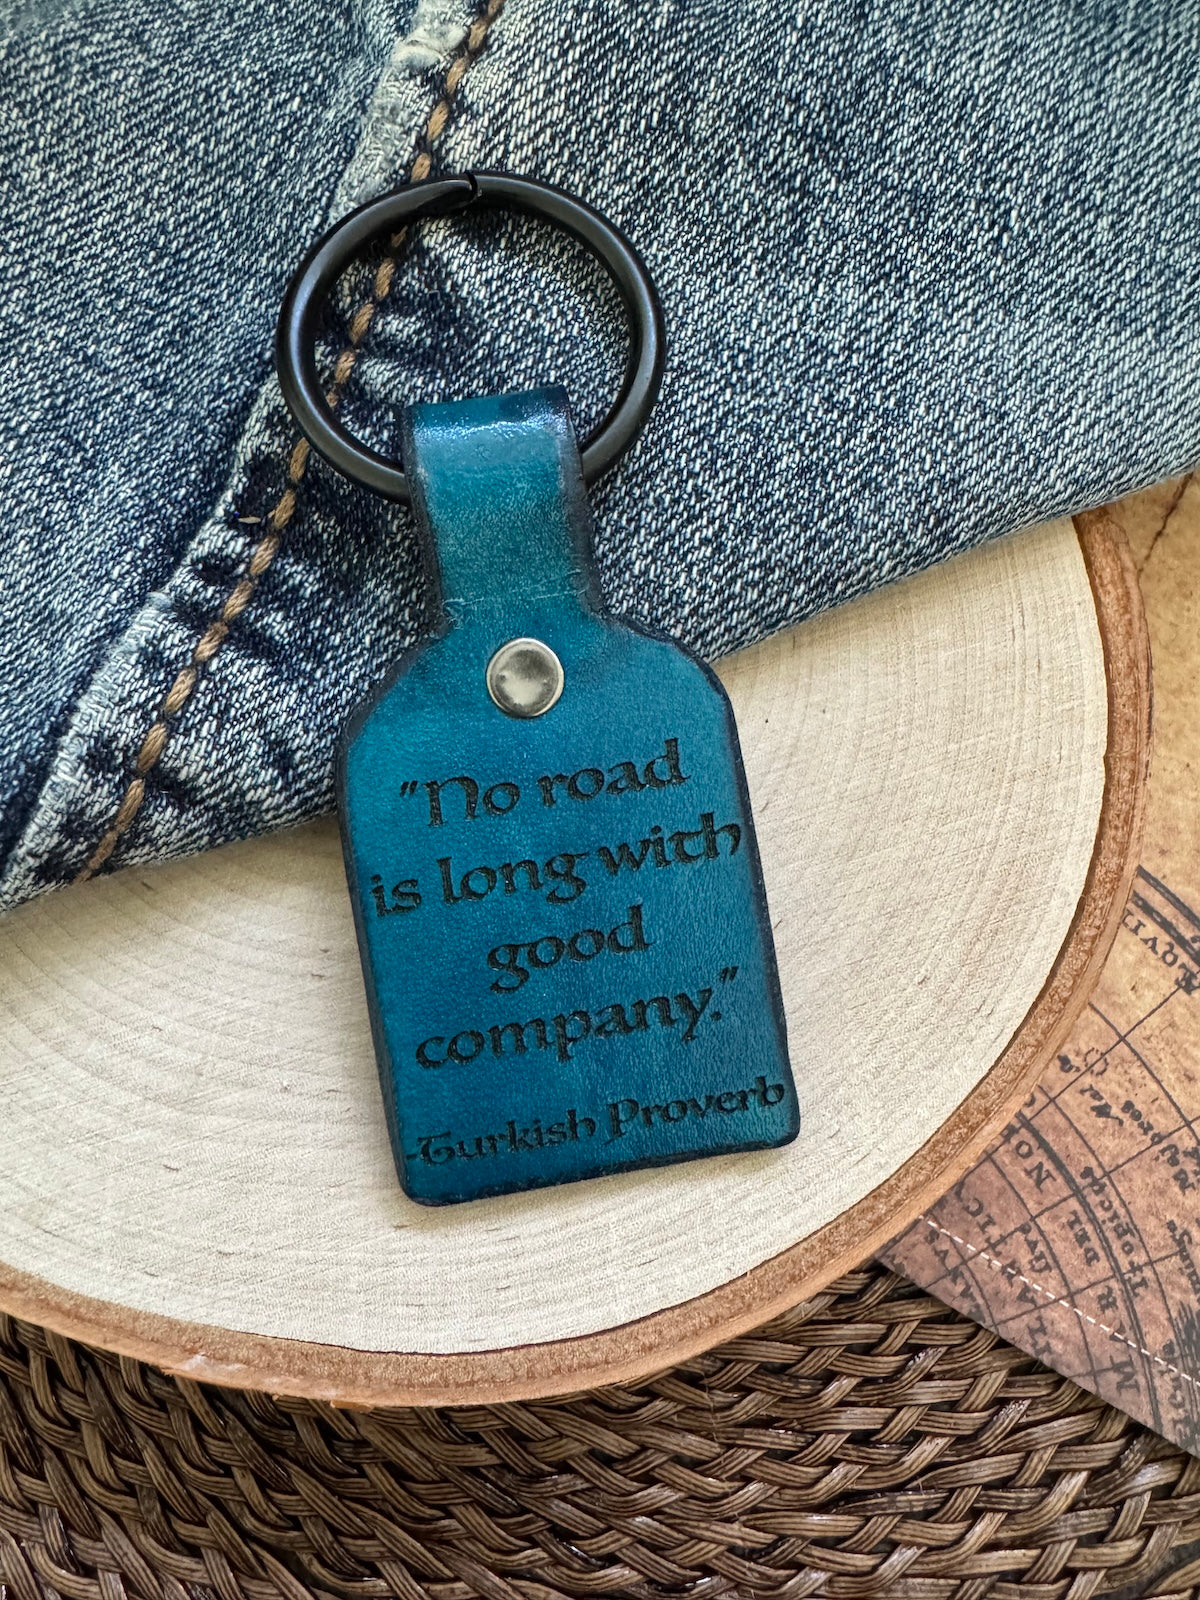 "No road
is long with
good
company."
-Turkish Proverb